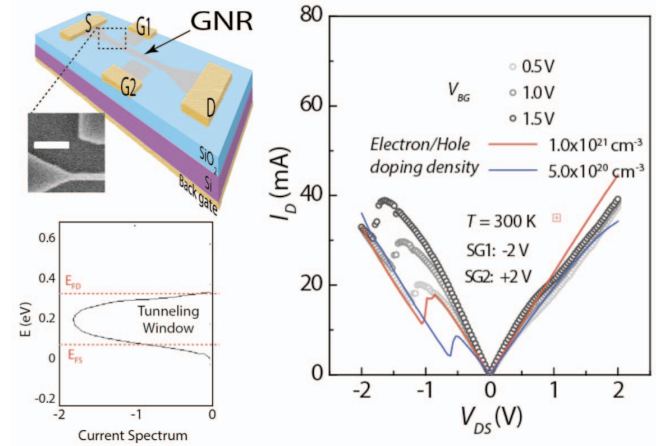 S
G1
GNR
G2
D
SiO2
Si
Back gate
0.6
0.4
0.2
0
-0.2
E (eV)
EFD
Tunneling
Window
EFS
-2
-1
0
Current Spectrum
80
60
40
20
0
ID (mA)
VBG
0.5 V
1.0 V
1.5 V
Electron/Hole
doping density
1.0x10²¹ cm⁻³
5.0x10²⁰ cm⁻³
T = 300 K
SG1: -2 V
SG2: +2 V
-2
-1
0
1
2
VDS (V)